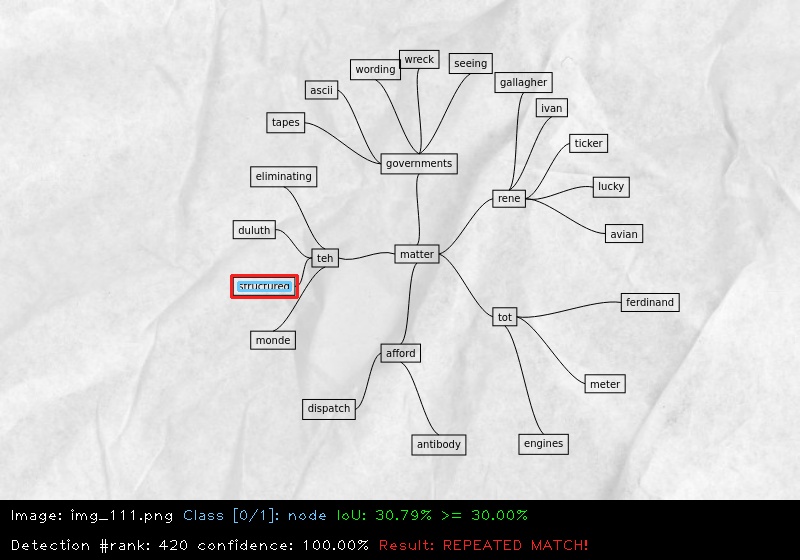 wreck
wording
seeing
gallagher
ascii
ivan
tapes
ticker
governments
eliminating
lucky
rene
duluth
avian
matter
teh
structured
ferdinand
tot
monde
afford
meter
dispatch
antibody
engines
Image: img_111.png Class [0/1]: node IoU: 30.79% >= 30.00%
Detection #rank: 420 confidence: 100.00% Result: REPEATED MATCH!